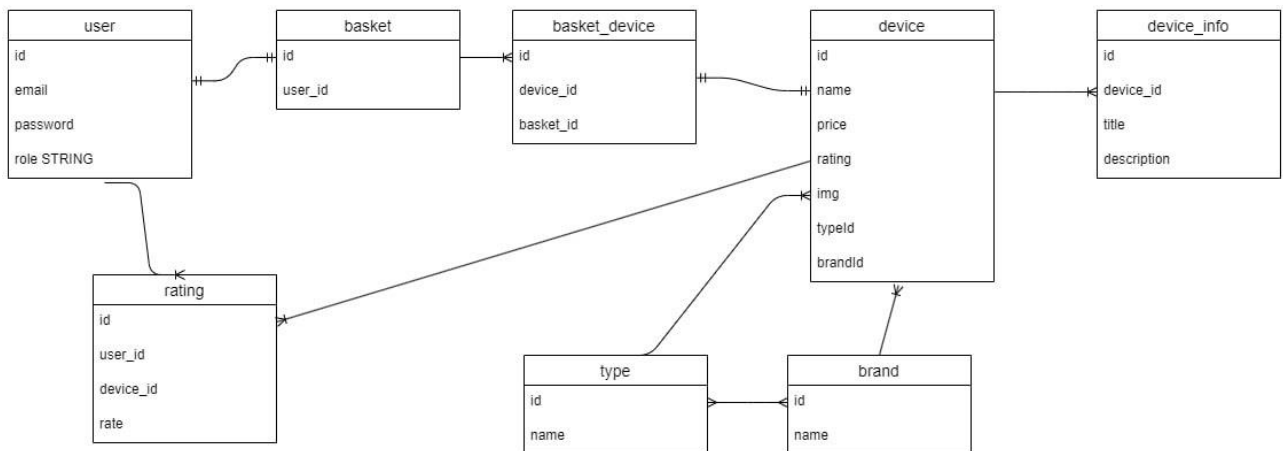 user
id
email
password
role STRING
basket
id
user_id
basket_device
id
device_id
basket_id
device
id
name
price
rating
img
typeId
brandId
device_info
id
device_id
title
description
rating
id
user_id
device_id
rate
type
id
name
brand
id
name